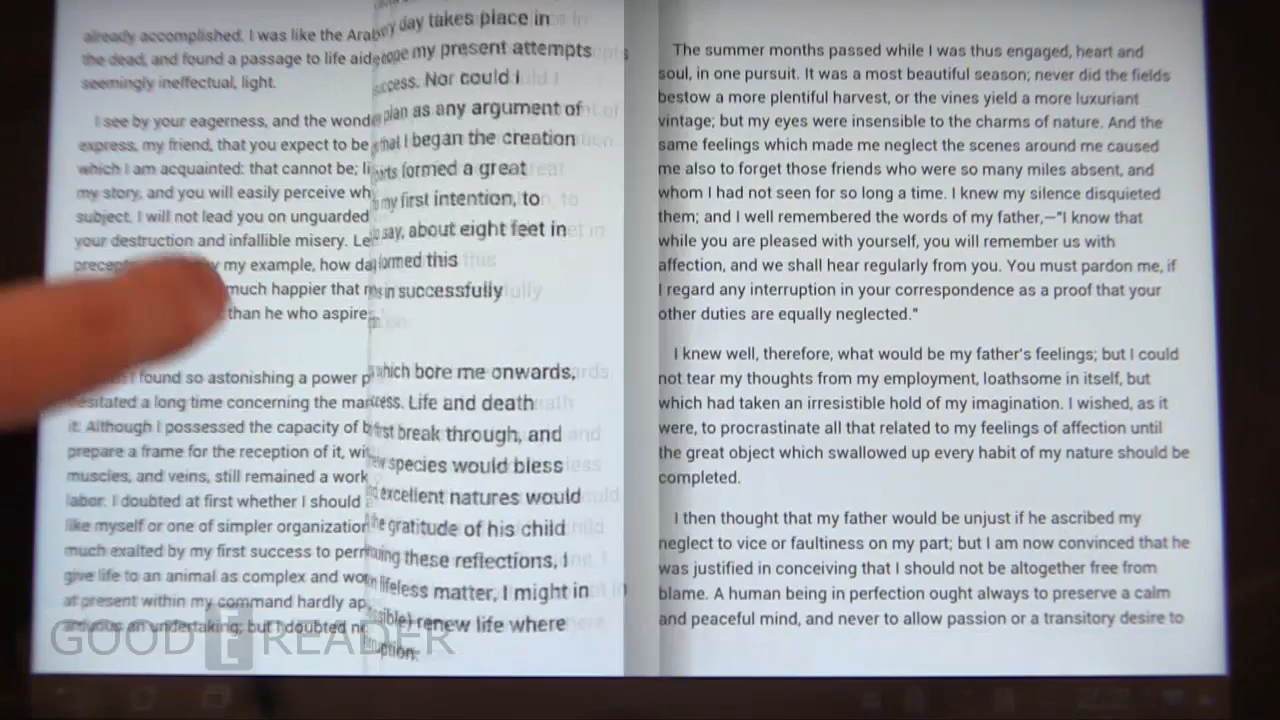 already accomplished. I was like the Arab
the dead, and found a passage to life aid
seemingly ineffectual, light.
I see by your eagerness, and the wond
express, my friend, that you expect to be
which I am acquainted: that cannot be; li
my story, and you will easily perceive wh
subject. I will not lead you on unguarded
your destruction and infallible misery. Le
my example, how da
much happier that
than he who aspire
I found so astonishing a power p
hesitated a long time concerning the man
it. Although I possessed the capacity of b
prepare a frame for the reception of it, wi
muscles, and veins, still remained a work
labor. I doubted at first whether I should
like myself or one of simpler organization
much exalted by my first success to perm
give life to an animal as complex and wo
at present within my command hardly ap
arduous an undertaking; but I doubted no
day takes place in
my present attempts
success. Nor could I
plan as any argument of
that I began the creation
parts formed a great
my first intention, to
say, about eight feet in
formed this
in successfully
which bore me onwards,
success. Life and death
first break through, and
species would bless
excellent natures would
the gratitude of his child
these reflections, I
lifeless matter, I might in
renew life where
The summer months passed while I was thus engaged, heart and
soul, in one pursuit. It was a most beautiful season; never did the fields
bestow a more plentiful harvest, or the vines yield a more luxuriant
vintage; but my eyes were insensible to the charms of nature. And the
same feelings which made me neglect the scenes around me caused
me also to forget those friends who were so many miles absent, and
whom I had not seen for so long a time. I knew my silence disquieted
them; and I well remembered the words of my father,—"I know that
while you are pleased with yourself, you will remember us with
affection, and we shall hear regularly from you. You must pardon me, if
I regard any interruption in your correspondence as a proof that your
other duties are equally neglected."
I knew well, therefore, what would be my father's feelings; but I could
not tear my thoughts from my employment, loathsome in itself, but
which had taken an irresistible hold of my imagination. I wished, as it
were, to procrastinate all that related to my feelings of affection until
the great object which swallowed up every habit of my nature should be
completed.
I then thought that my father would be unjust if he ascribed my
neglect to vice or faultiness on my part; but I am now convinced that he
was justified in conceiving that I should not be altogether free from
blame. A human being in perfection ought always to preserve a calm
and peaceful mind, and never to allow passion or a transitory desire to
GOOD E READER